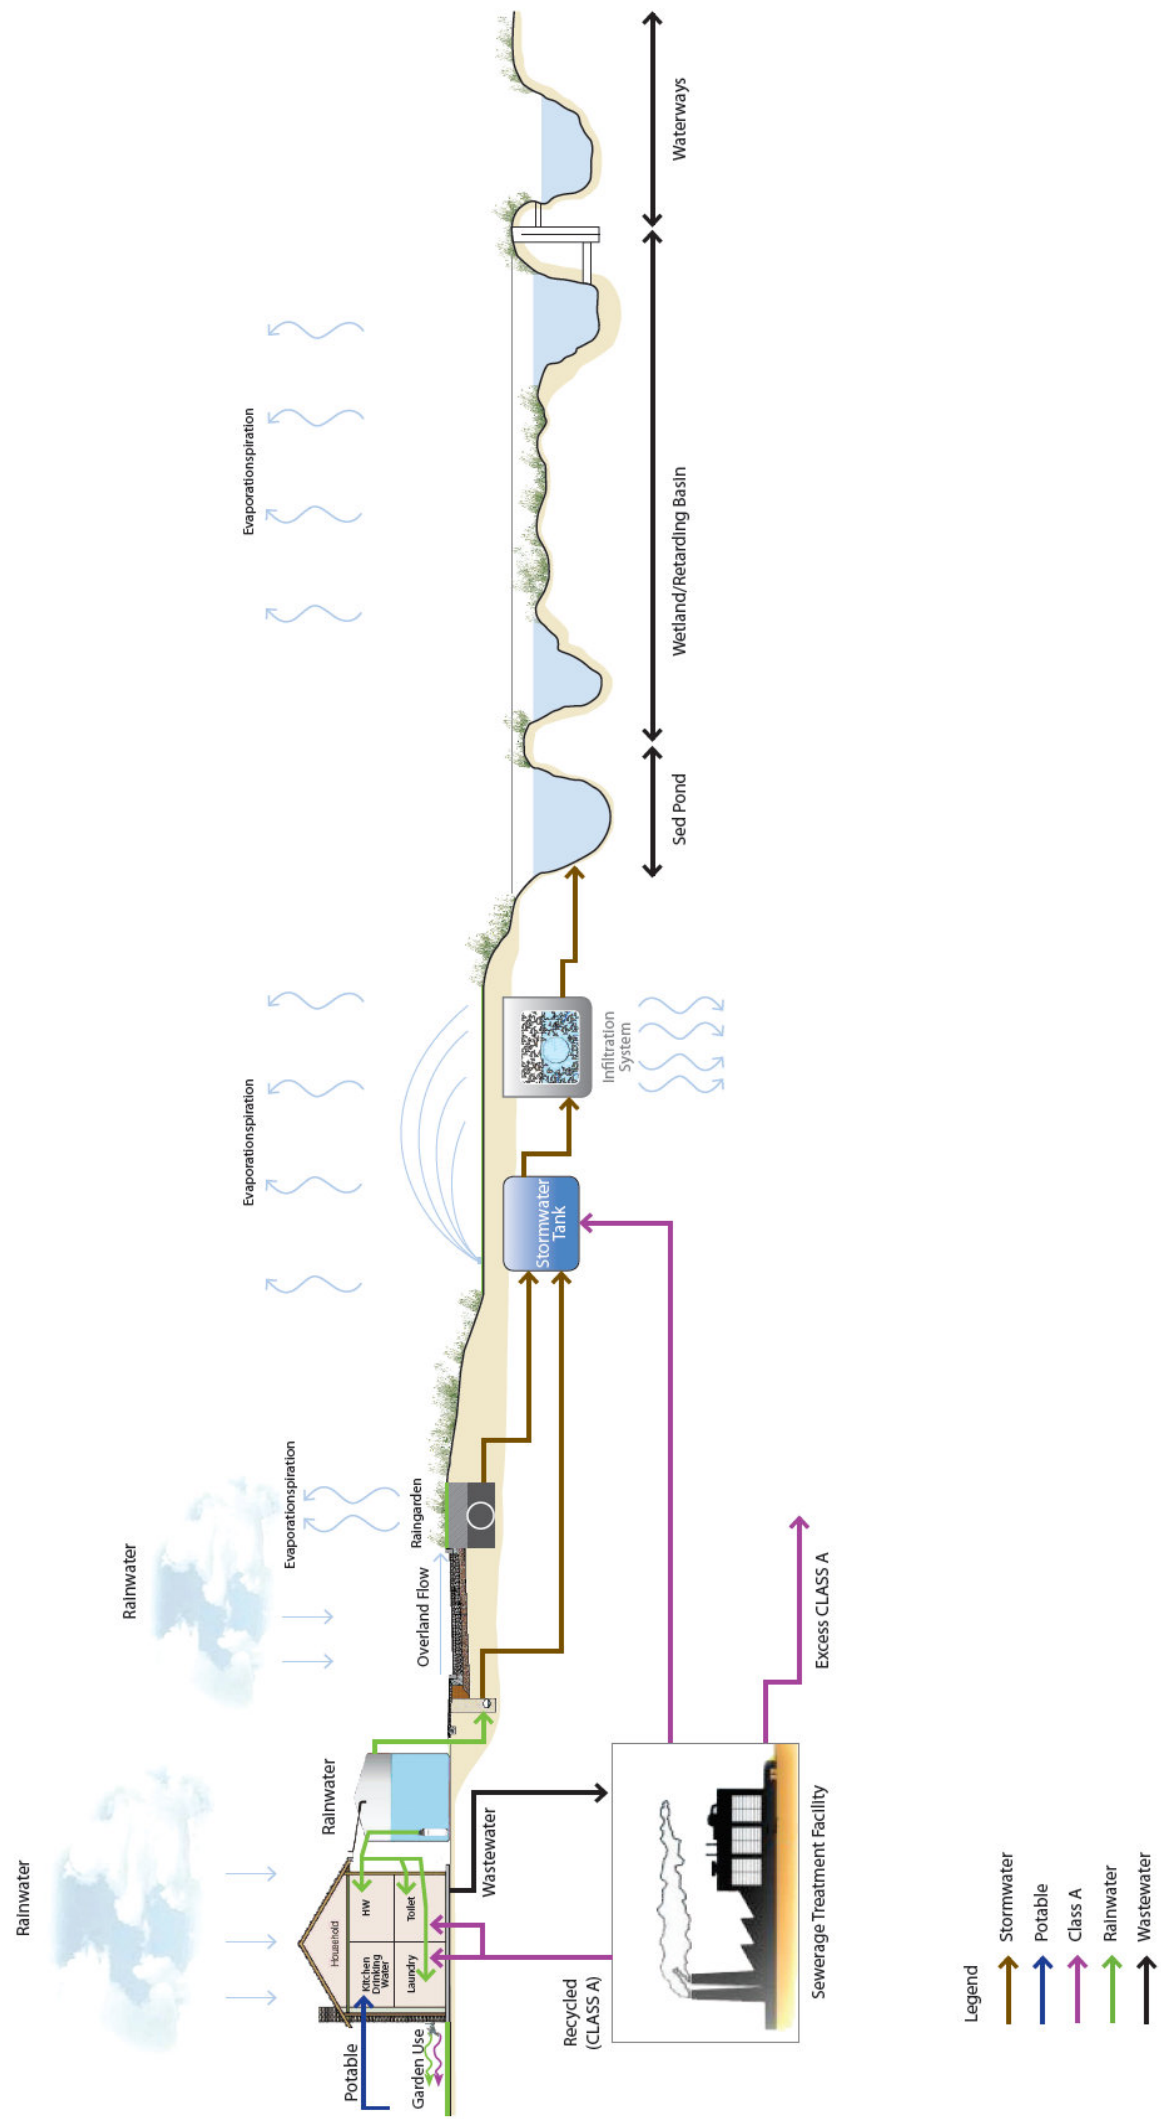 Rainwater
Rainwater
Evaporationspiration
Evaporationspiration
Evaporationspiration
Rainwater
Household
HW
Kitchen
Drinking
Water
Toilet
Laundry
Potable
Garden Use
Overland Flow
Raingarden
Wastewater
Recycled
(CLASS A)
Stormwater
Tank
Infiltration
System
Sed Pond
Wetland/Retarding Basin
Waterways
Sewerage Treatment Facility
Excess CLASS A
Legend
Stormwater
Potable
Class A
Rainwater
Wastewater